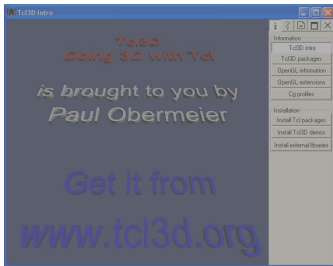 Tcl3D intro
Tcl3D
Doing 3D with Tcl
is brought to you by
Paul Obermeier
Get it from
www.tcl3d.org
Information
Tcl3D intro
Tcl3D packages
OpenGL information
OpenGL extensions
Cg profiles
Installation
Install Tcl packages
Install Tcl3D demos
Install external libraries